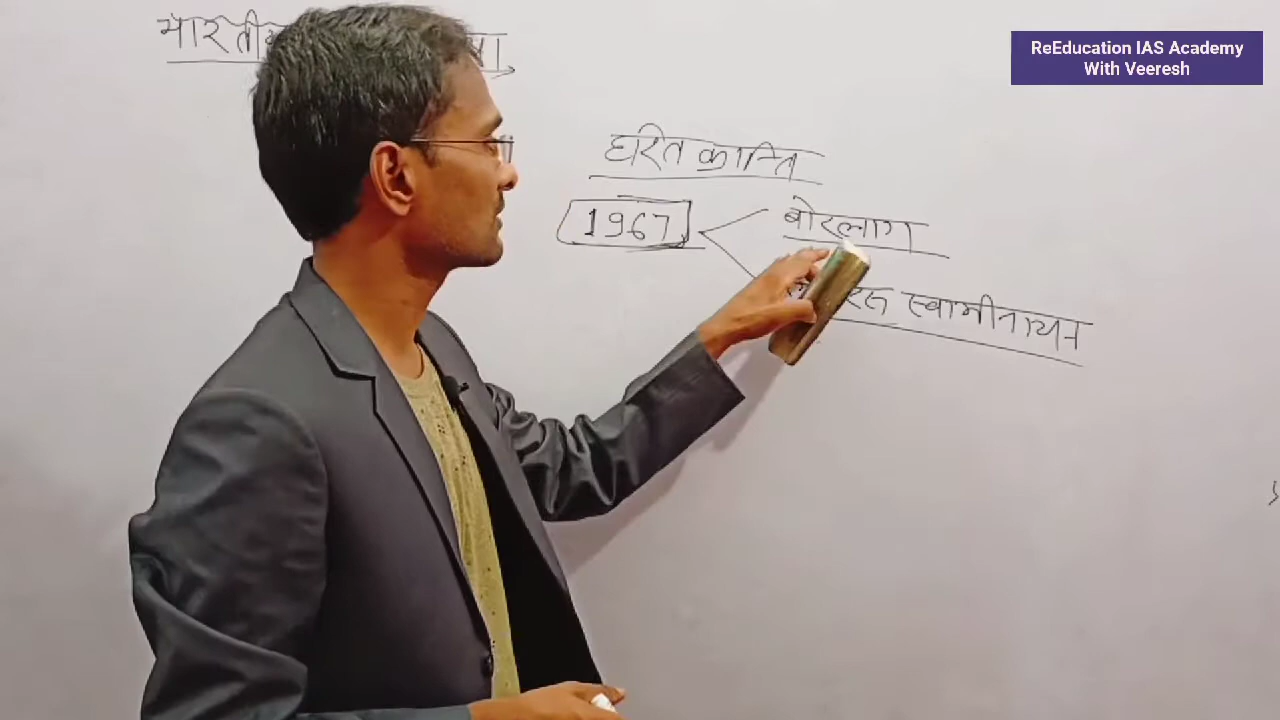 ReEducation IAS Academy
With Veeresh
हरित क्रान्ति
1967
बोरलाग
स्वामीनाथन